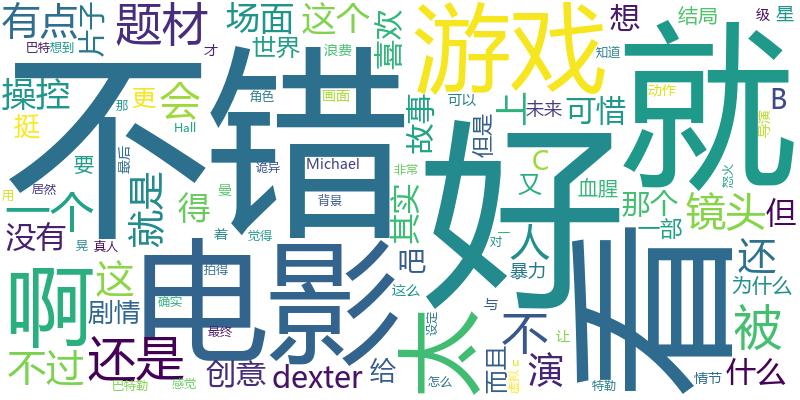 有点
片子
题材
场面
这个
喜欢
游戏
想
结局
级
星
巴特
想到
才
世界
浪费
知道
就
操控
更
会
不错
角色
画面
故事
上
未来
可惜
动作
B
导演
挺
那
Hall
诡异
Michael
但是
可以
好
要
最后
一个
居然
就是
得
曼
背景
非常
其实
C
又
血腥
那个
镜头
但
怒火
用
没有
晃
真人
着
觉得
人
对
一
一部
啊
这
电影
拍得
吧
暴力
看
还
为什么
剧情
确实
这么
太
设定
与
不
被
不过
还是
最终
创意
dexter
给
而且
演
虚拟
让
什么
巴特勒
感觉
怎么
特勒
情节